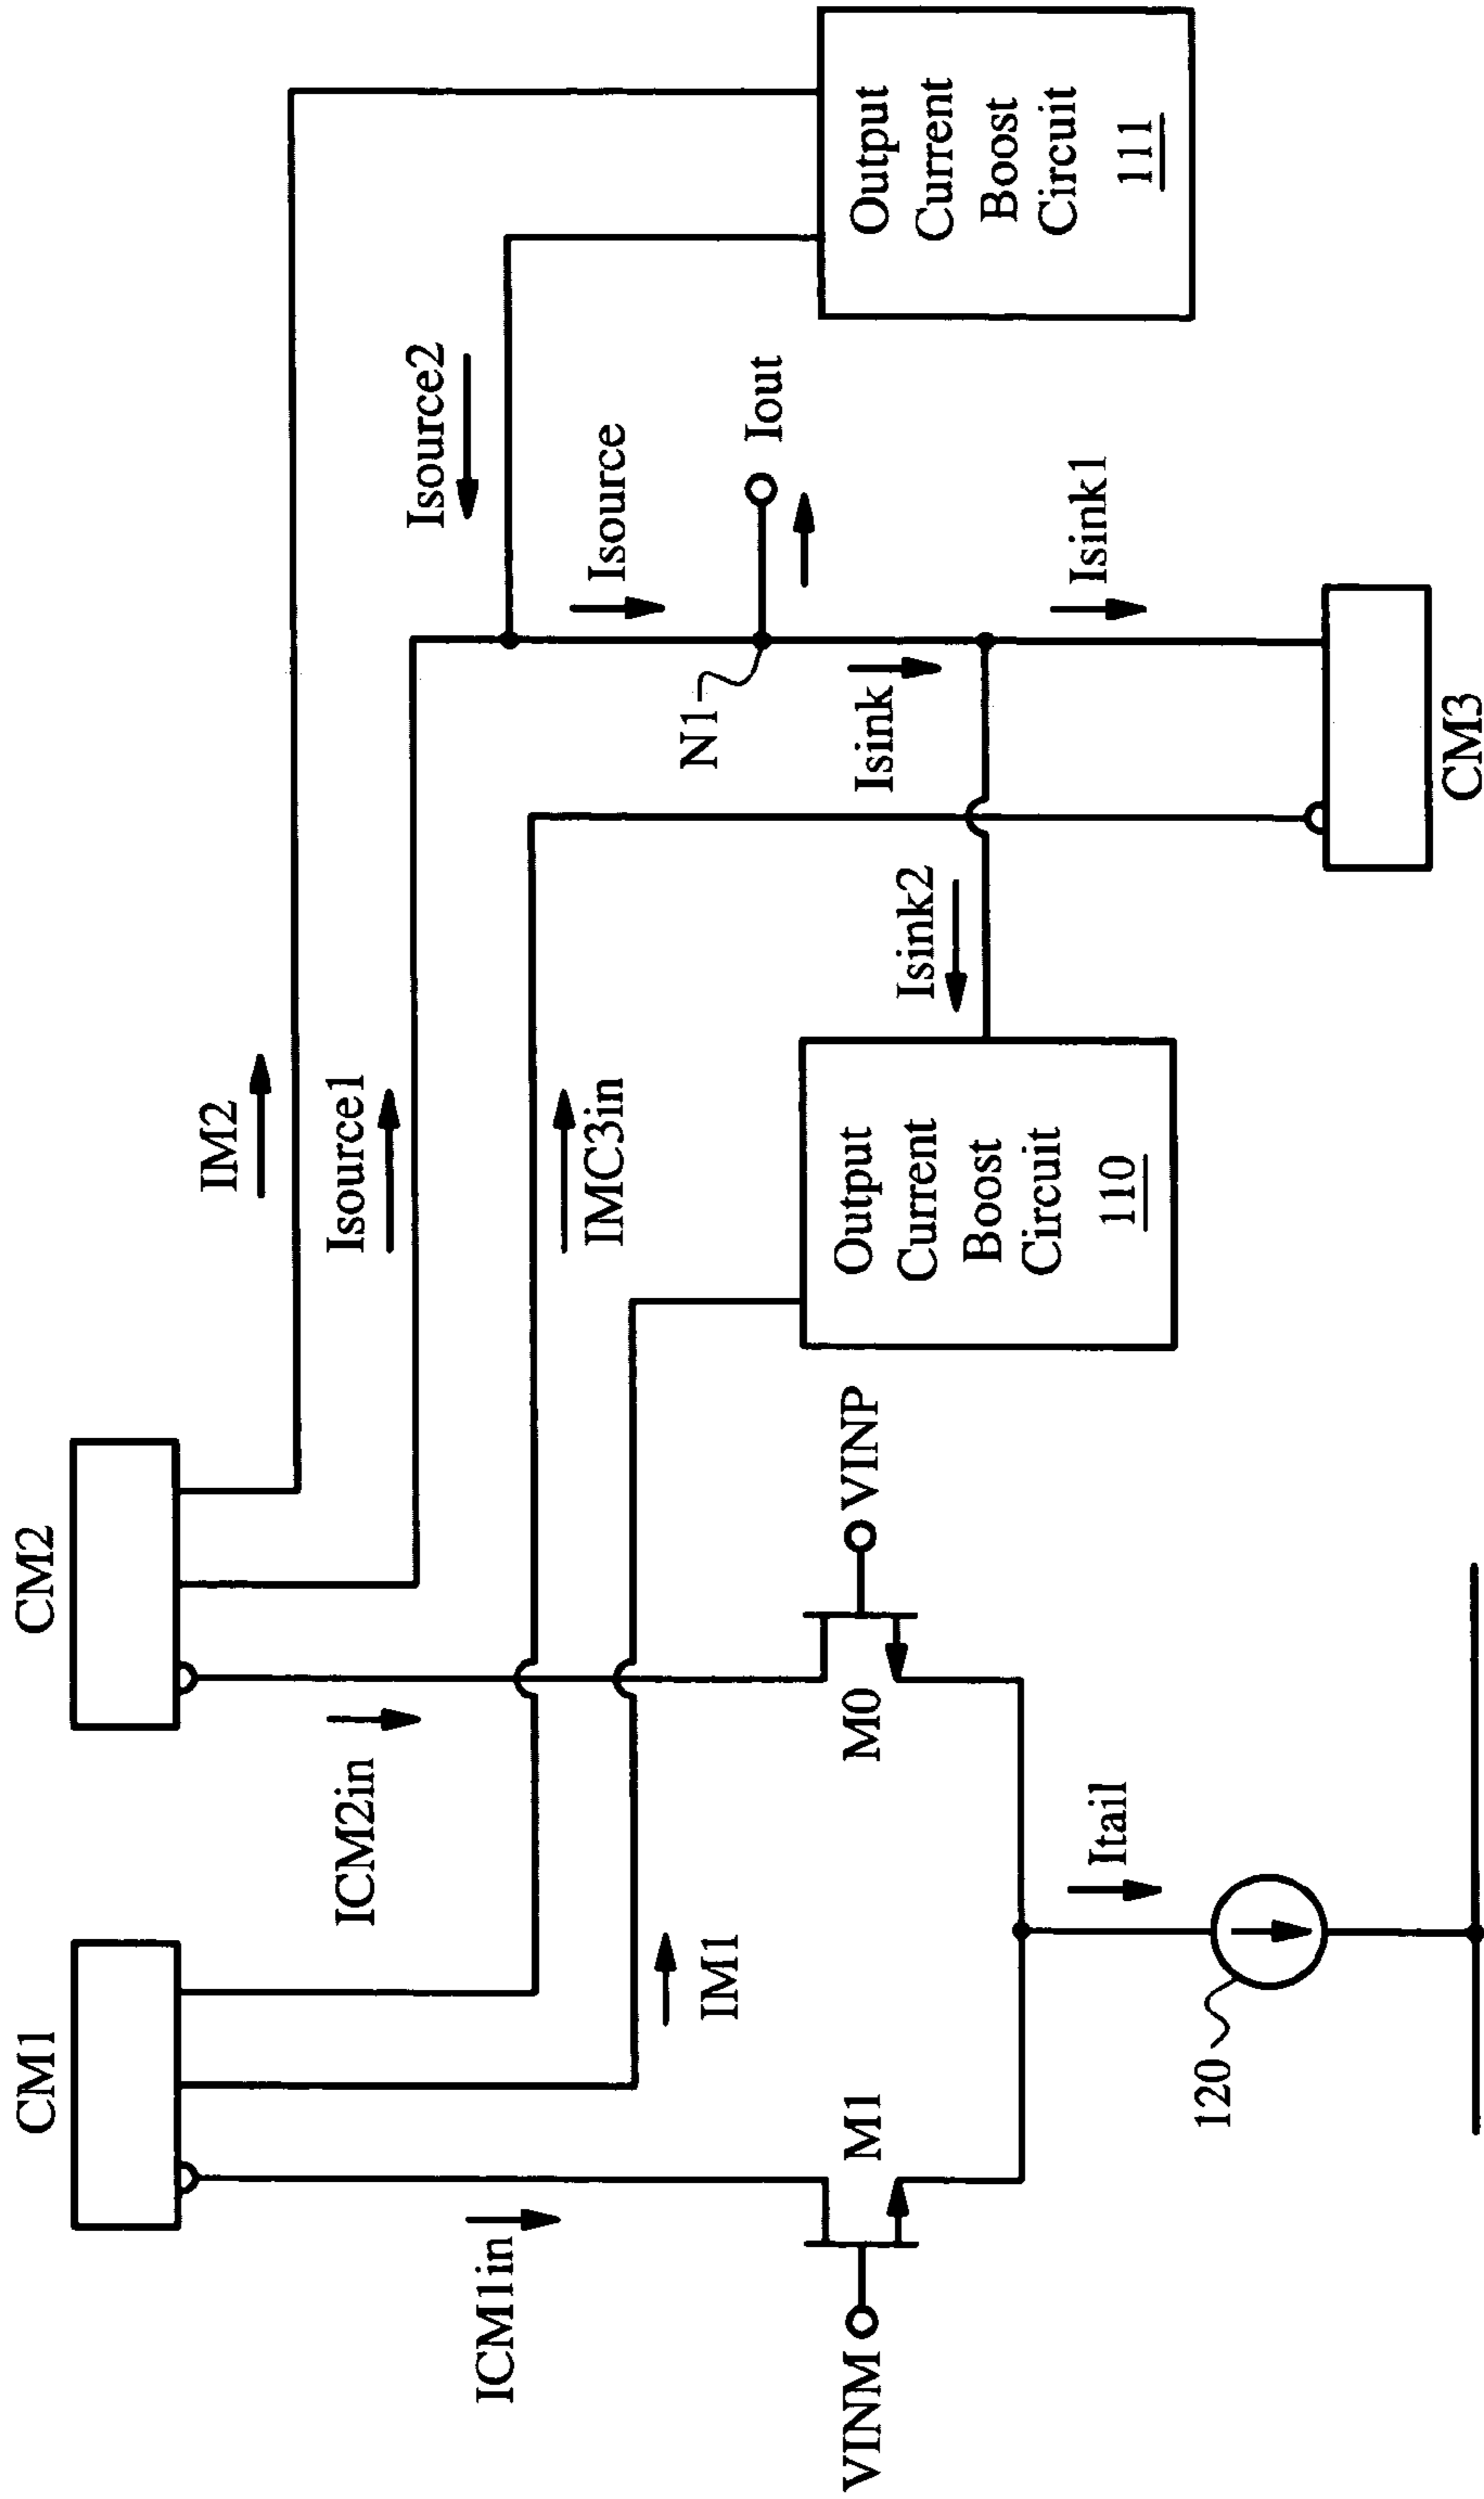 CM1
CM2
IM2
Isource1
Isource2
ICM2in
ICM1in
IMC3in
Isource
IM1
N1
Iout
VINM
M1
M0
VINP
Output
Current
Boost
Circuit
110
Isink2
Isink
Output
Current
Boost
Circuit
111
Itail
Isink1
120
CM3